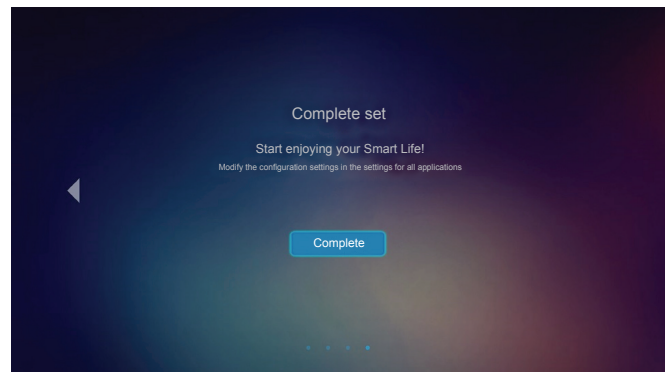 Complete set
Start enjoying your Smart Life!
Modify the configuration settings in the settings for all applications
Complete